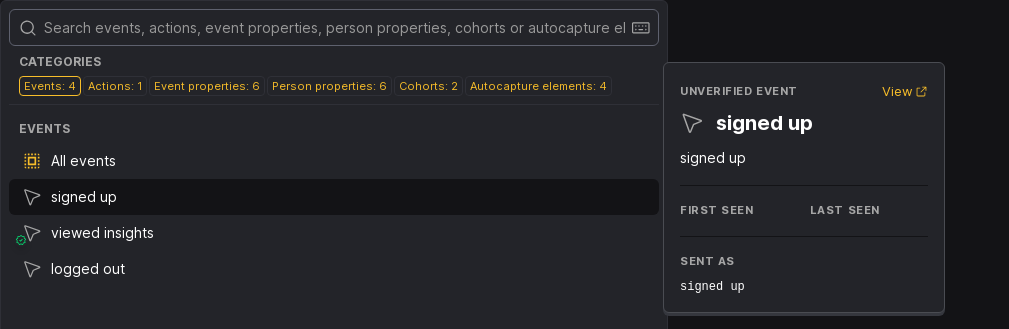 Search events, actions, event properties, person properties, cohorts or autocapture el
CATEGORIES
Events: 4 Actions: 1 Event properties: 6 Person properties: 6 Cohorts: 2 Autocapture elements: 4
EVENTS
All events
signed up
viewed insights
logged out
UNVERIFIED EVENT View
signed up
signed up
FIRST SEEN LAST SEEN
SENT AS
signed up